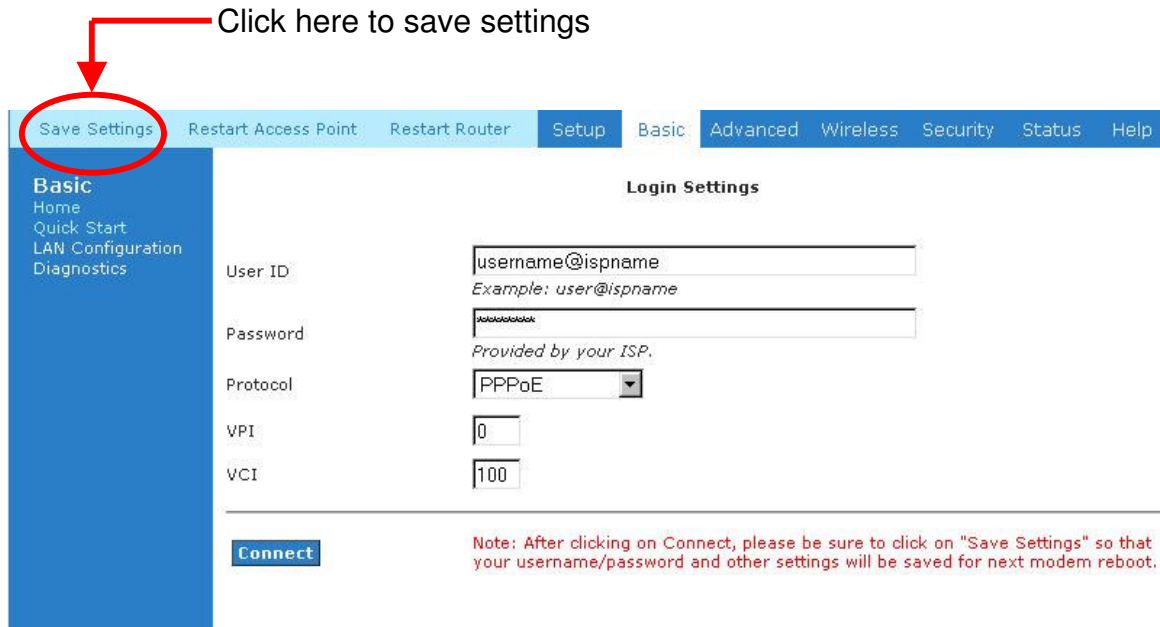 Click here to save settings
Save Settings Restart Access Point Restart Router Setup Basic Advanced Wireless Security Status Help
Basic
Home
Quick Start
LAN Configuration
Diagnostics
Login Settings
User ID username@ispname
Example: user@ispname
Password **********
Provided by your ISP.
Protocol PPPoE
VPI 0
VCI 100
Connect
Note: After clicking on Connect, please be sure to click on "Save Settings" so that
your username/password and other settings will be saved for next modem reboot.